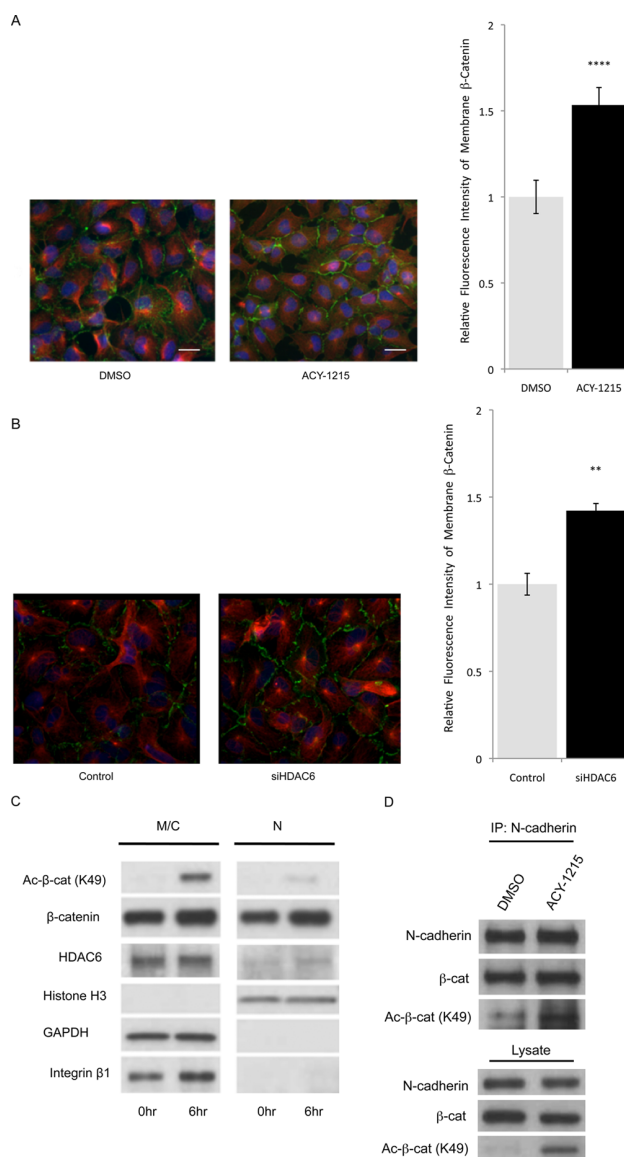 A
Relative Fluorescence Intensity of Membrane β-Catenin
2
1.5
1
0.5
0
****
DMSO
ACY-1215
DMSO
ACY-1215
B
Relative Fluorescence Intensity of Membrane β-Catenin
2
1.5
1
0.5
0
**
Control
siHDAC6
Control
siHDAC6
C
M/C
N
Ac-β-cat (K49)
β-catenin
HDAC6
Histone H3
GAPDH
Integrin β1
0hr
6hr
0hr
6hr
D
IP: N-cadherin
DMSO
ACY-1215
N-cadherin
β-cat
Ac-β-cat (K49)
Lysate
N-cadherin
β-cat
Ac-β-cat (K49)